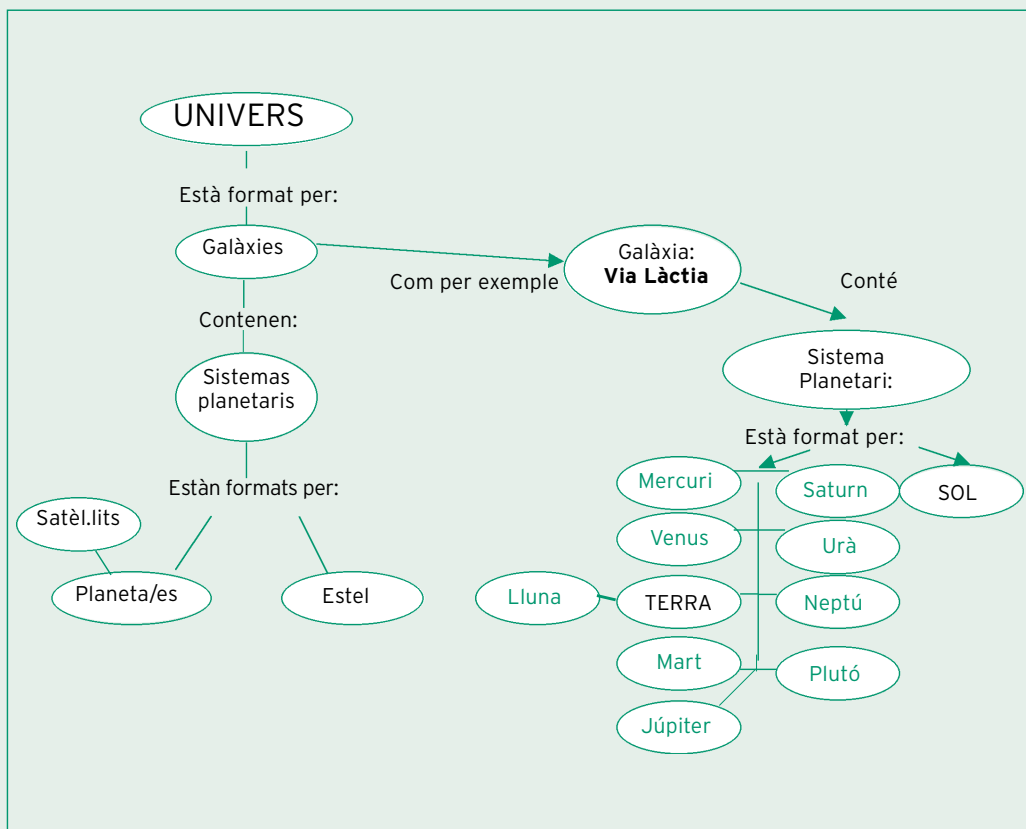 UNIVERS
Està format per:
Galàxies
Com per exemple
Galàxia:
Via Làctia
Conté
Contenen:
Sistemas
planetaris
Sistema
Planetari:
Està format per:
Estàn formats per:
Satèl.lits
Planeta/es
Estel
Mercuri
Saturn
SOL
Venus
Urà
Lluna
TERRA
Neptú
Mart
Plutó
Júpiter